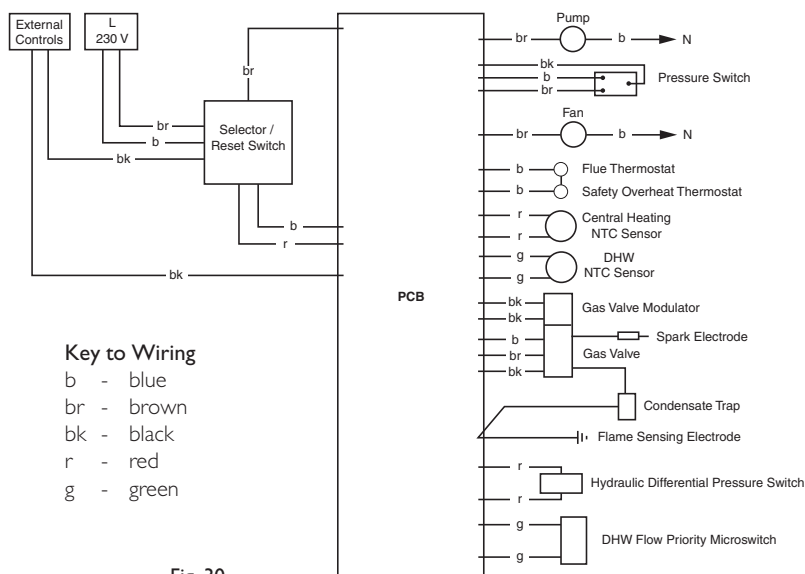 External
Controls
L
230 V
br
br
b
bk
Selector /
Reset Switch
b
r
bk
PCB
Pump
br
b
N
bk
b
br
Pressure Switch
Fan
br
b
N
b
Flue Thermostat
b
Safety Overheat Thermostat
r
Central Heating
NTC Sensor
r
g
DHW
NTC Sensor
g
bk
Gas Valve Modulator
bk
b
Spark Electrode
br
Gas Valve
bk
Condensate Trap
Flame Sensing Electrode
r
Hydraulic Differential Pressure Switch
r
g
DHW Flow Priority Microswitch
g
Key to Wiring
b - blue
br - brown
bk - black
r - red
g - green